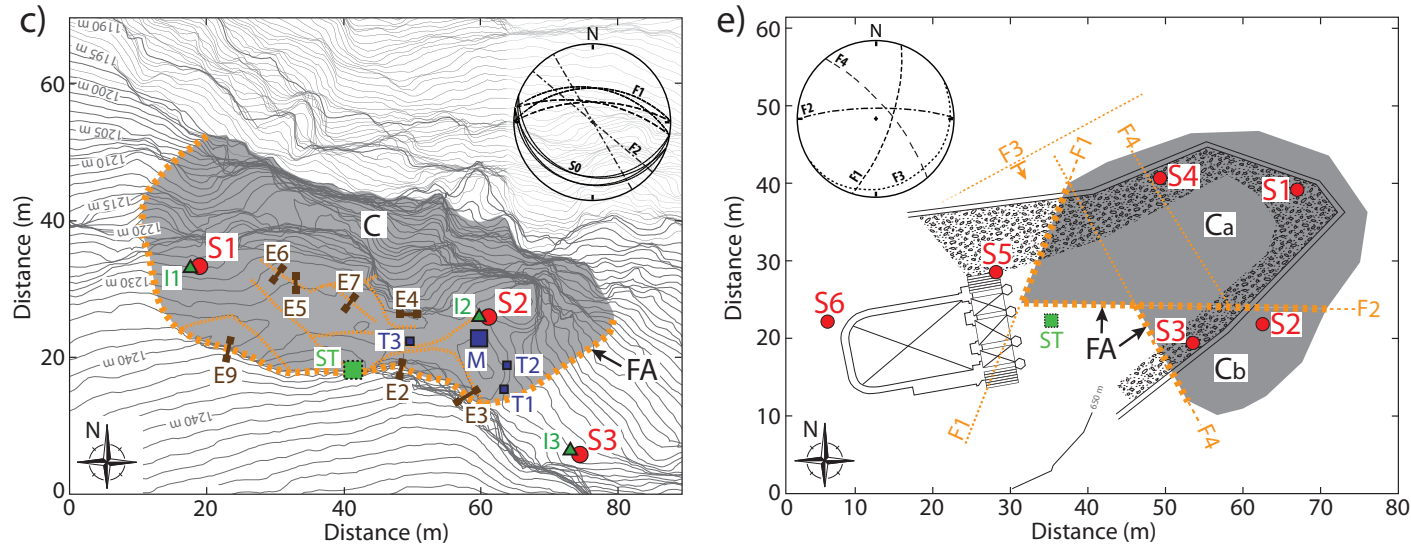 c)
1190 m
1195 m
1200 m
1205 m
1210 m
1215 m
1220 m
1230 m
1240 m
1240 m
N
F1
F2
S0
C
S1
I1
E6
E5
E7
E4
I2
S2
T3
M
T2
T1
ST
E9
E2
E3
FA
I3
S3
N
60
40
20
0
0
20
40
60
80
Distance (m)
Distance (m)
e)
N
F4
F2
F1
F3
F3
F1
F4
S4
S1
Ca
S5
S6
ST
FA
S3
S2
Cb
F2
F1
F4
650 m
N
60
50
40
30
20
10
0
0
10
20
30
40
50
60
70
80
Distance (m)
Distance (m)